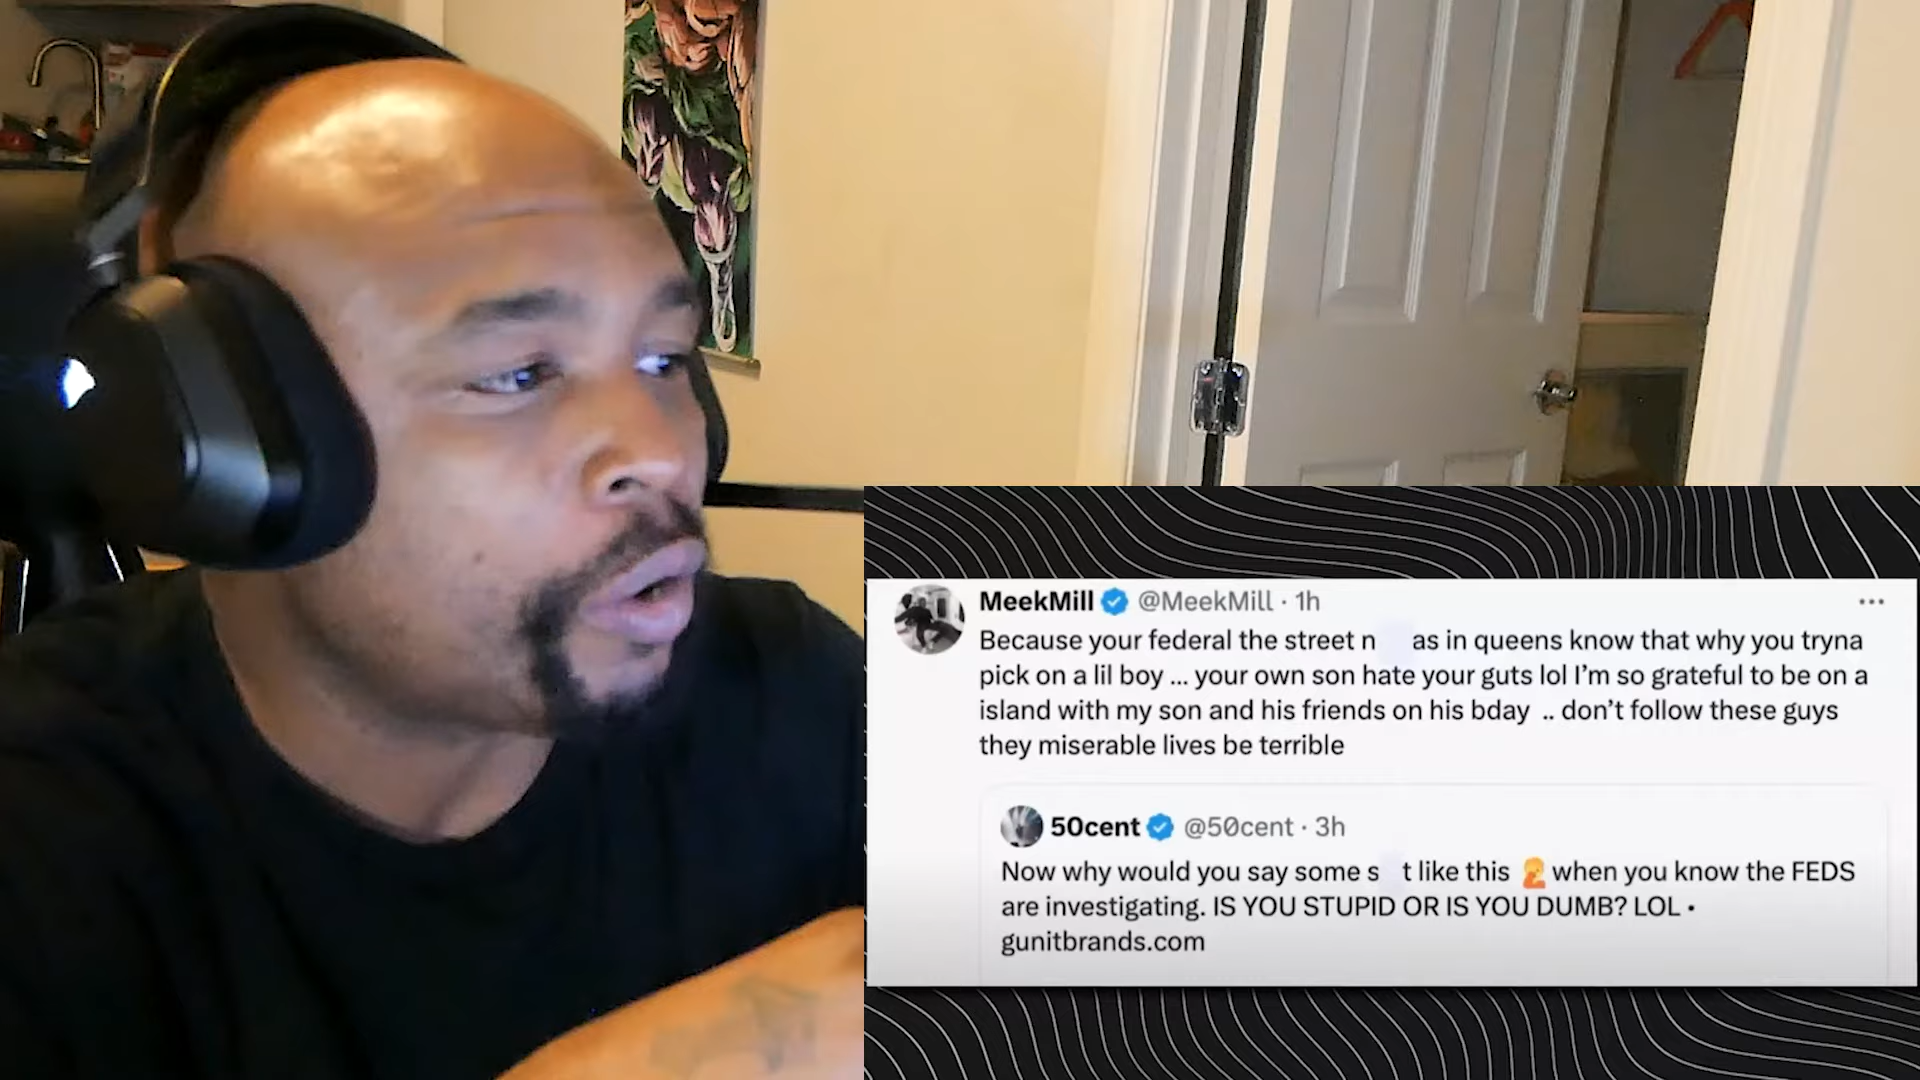 MeekMill @MeekMill · 1h
Because your federal the street n as in queens know that why you tryna
pick on a lil boy ... your own son hate your guts lol I'm so grateful to be on a
island with my son and his friends on his bday .. don't follow these guys
they miserable lives be terrible
50cent @50cent · 3h
Now why would you say some s t like this 🤦 when you know the FEDS
are investigating. IS YOU STUPID OR IS YOU DUMB? LOL •
gunitbrands.com